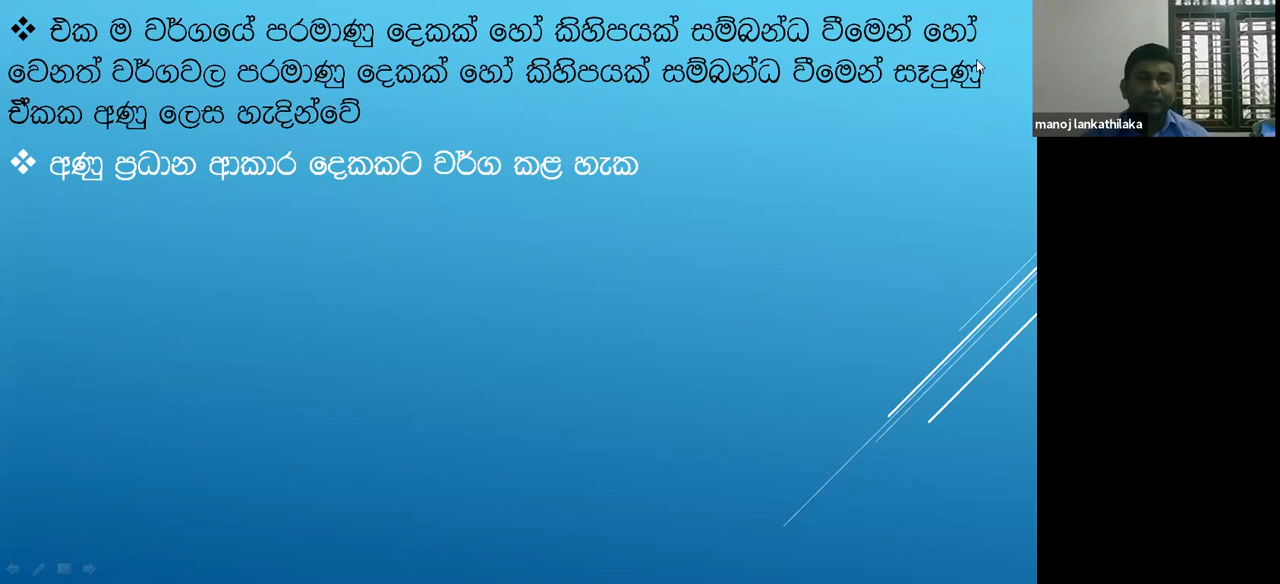 ❖ එක ම වර්ගයේ පරමාණු දෙකක් හෝ කිහිපයක් සම්බන්ධ වීමෙන් හෝ
වෙනත් වර්ගවල පරමාණු දෙකක් හෝ කිහිපයක් සම්බන්ධ වීමෙන් සෑදුණු
ඒකක අණු ලෙස හැඳින්වේ
❖ අණු ප්‍රධාන ආකාර දෙකකට වර්ග කළ හැක
manoj lankathilaka